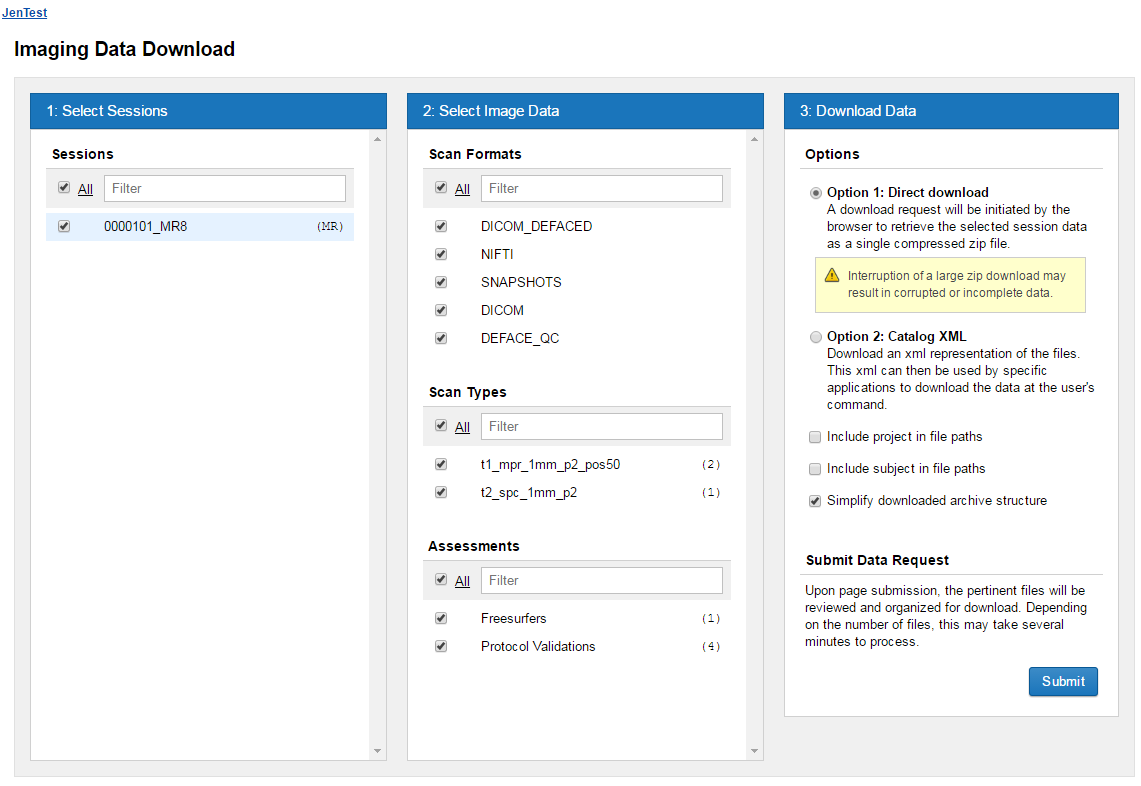 JenTest
Imaging Data Download
1: Select Sessions
Sessions
All
Filter
0000101_MR8 (MR)
2: Select Image Data
Scan Formats
All
Filter
DICOM_DEFACED
NIFTI
SNAPSHOTS
DICOM
DEFACE_QC
Scan Types
All
Filter
t1_mpr_1mm_p2_pos50 (2)
t2_spc_1mm_p2 (1)
Assessments
All
Filter
Freesurfers (1)
Protocol Validations (4)
3: Download Data
Options
Option 1: Direct download
A download request will be initiated by the
browser to retrieve the selected session data
as a single compressed zip file.
Interruption of a large zip download may
result in corrupted or incomplete data.
Option 2: Catalog XML
Download an xml representation of the files.
This xml can then be used by specific
applications to download the data at the user's
command.
Include project in file paths
Include subject in file paths
Simplify downloaded archive structure
Submit Data Request
Upon page submission, the pertinent files will be
reviewed and organized for download. Depending
on the number of files, this may take several
minutes to process.
Submit